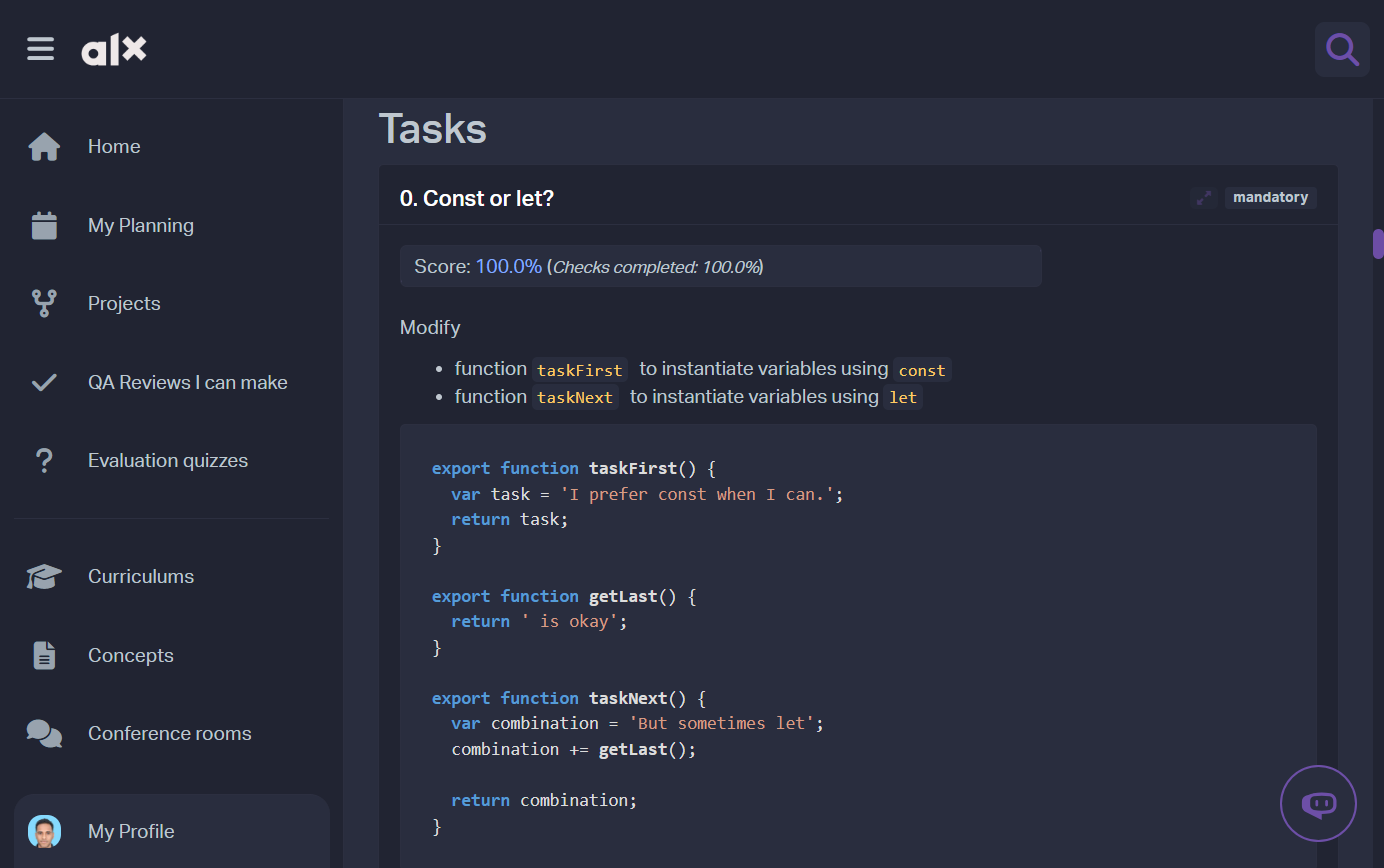 alx
Home
My Planning
Projects
QA Reviews I can make
Evaluation quizzes
Curriculums
Concepts
Conference rooms
My Profile
Tasks
0. Const or let?
mandatory
Score: 100.0% (Checks completed: 100.0%)
Modify
• function taskFirst to instantiate variables using const
• function taskNext to instantiate variables using let
export function taskFirst() {
  var task = 'I prefer const when I can.';
  return task;
}
export function getLast() {
  return ' is okay';
}
export function taskNext() {
  var combination = 'But sometimes let';
  combination += getLast();
  return combination;
}